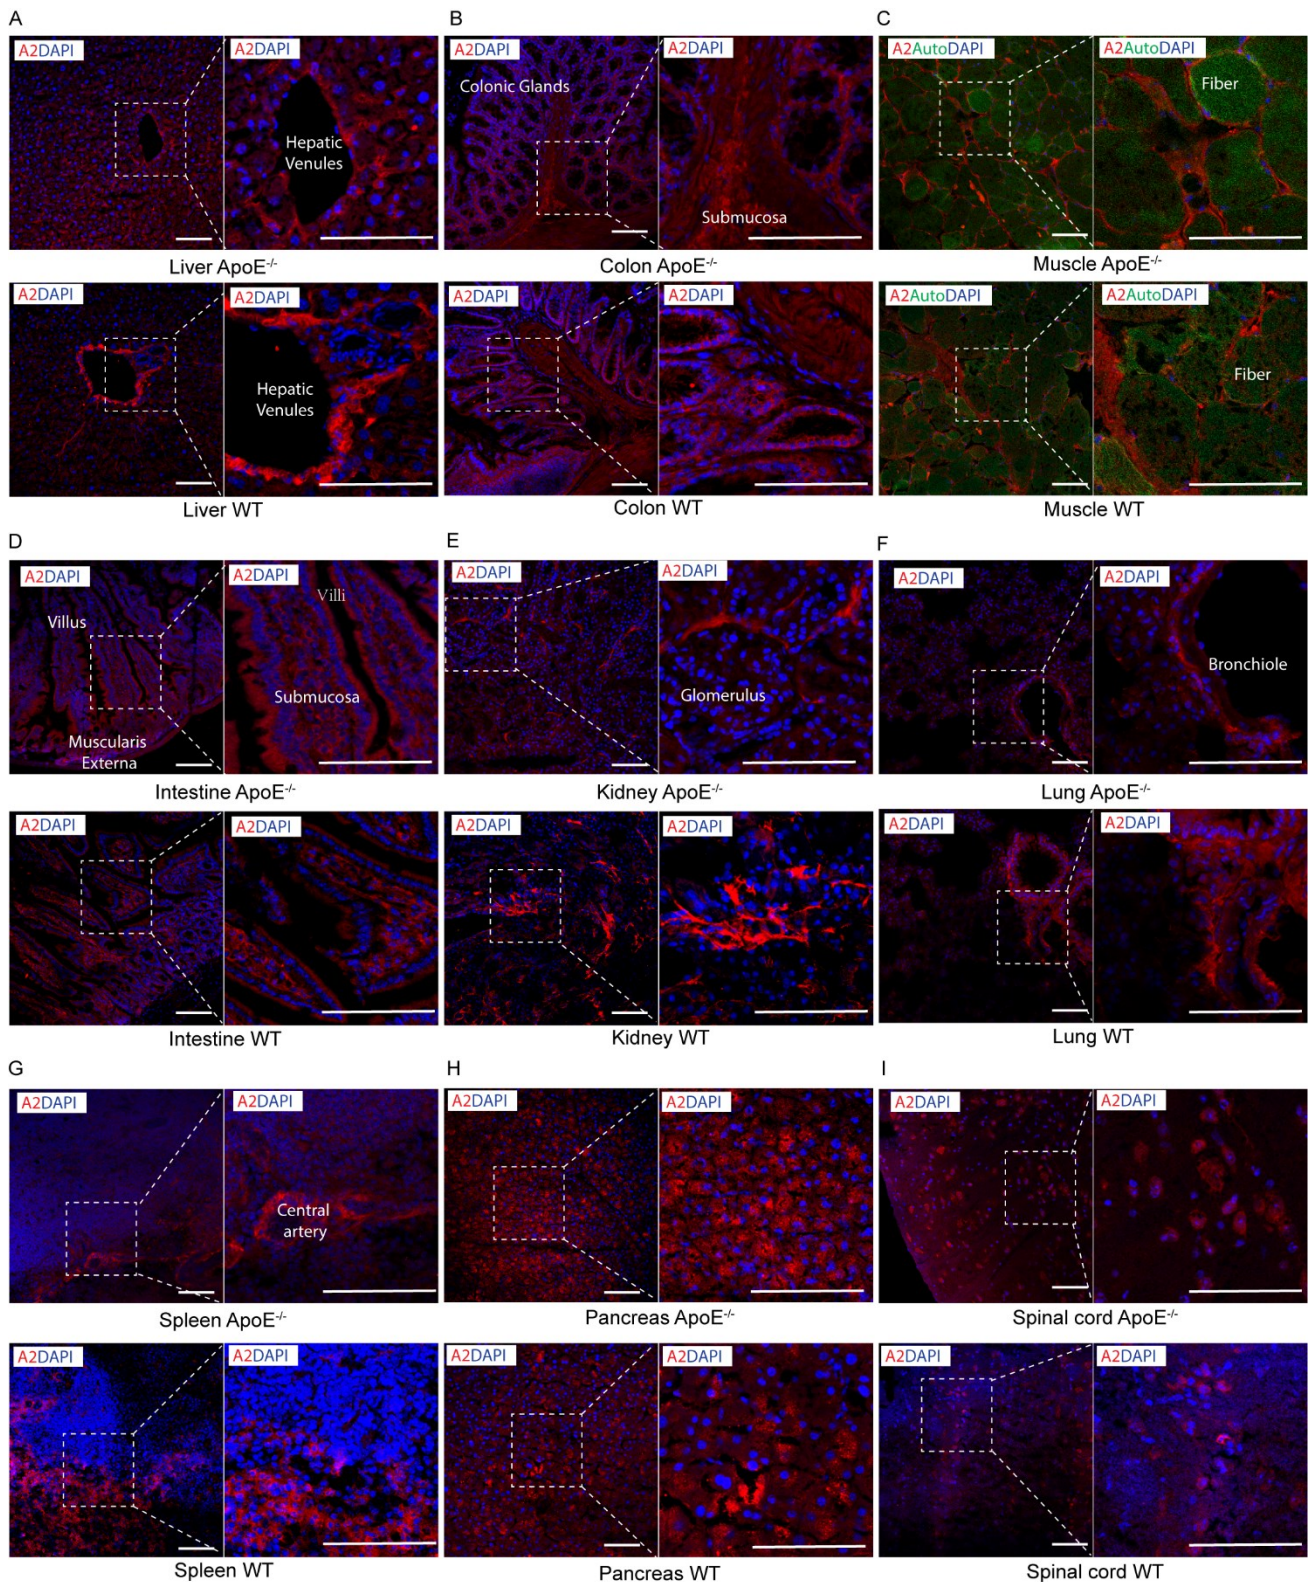 A
B
C
A2DAPI
A2DAPI
A2DAPI
A2DAPI
A2AutoDAPI
A2AutoDAPI
Hepatic
Venules
Colonic Glands
Submucosa
Fiber
Liver ApoE-/-
Colon ApoE-/-
Muscle ApoE-/-
A2DAPI
A2DAPI
A2DAPI
A2DAPI
A2AutoDAPI
A2AutoDAPI
Hepatic
Venules
Fiber
Liver WT
Colon WT
Muscle WT
D
E
F
A2DAPI
A2DAPI
A2DAPI
A2DAPI
A2DAPI
A2DAPI
Villus
Muscularis
Externa
Villi
Submucosa
Glomerulus
Bronchiole
Intestine ApoE-/-
Kidney ApoE-/-
Lung ApoE-/-
A2DAPI
A2DAPI
A2DAPI
A2DAPI
A2DAPI
A2DAPI
Intestine WT
Kidney WT
Lung WT
G
H
I
A2DAPI
A2DAPI
A2DAPI
A2DAPI
A2DAPI
A2DAPI
Central
artery
Spleen ApoE-/-
Pancreas ApoE-/-
Spinal cord ApoE-/-
A2DAPI
A2DAPI
A2DAPI
A2DAPI
A2DAPI
A2DAPI
Spleen WT
Pancreas WT
Spinal cord WT